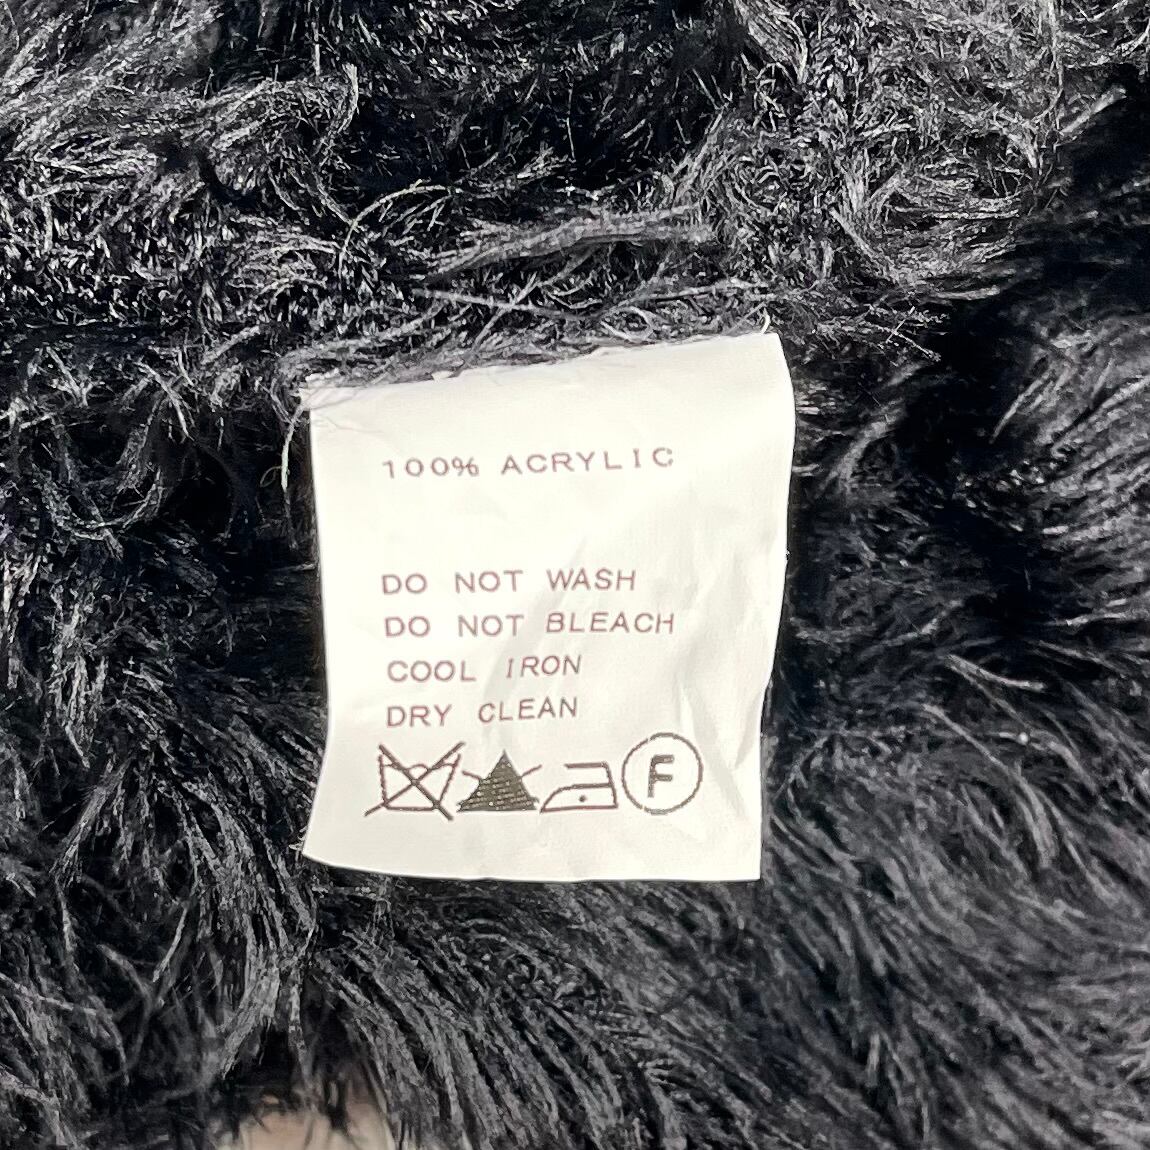 100% ACRYLIC
DO NOT WASH
DO NOT BLEACH
COOL IRON
DRY CLEAN
F